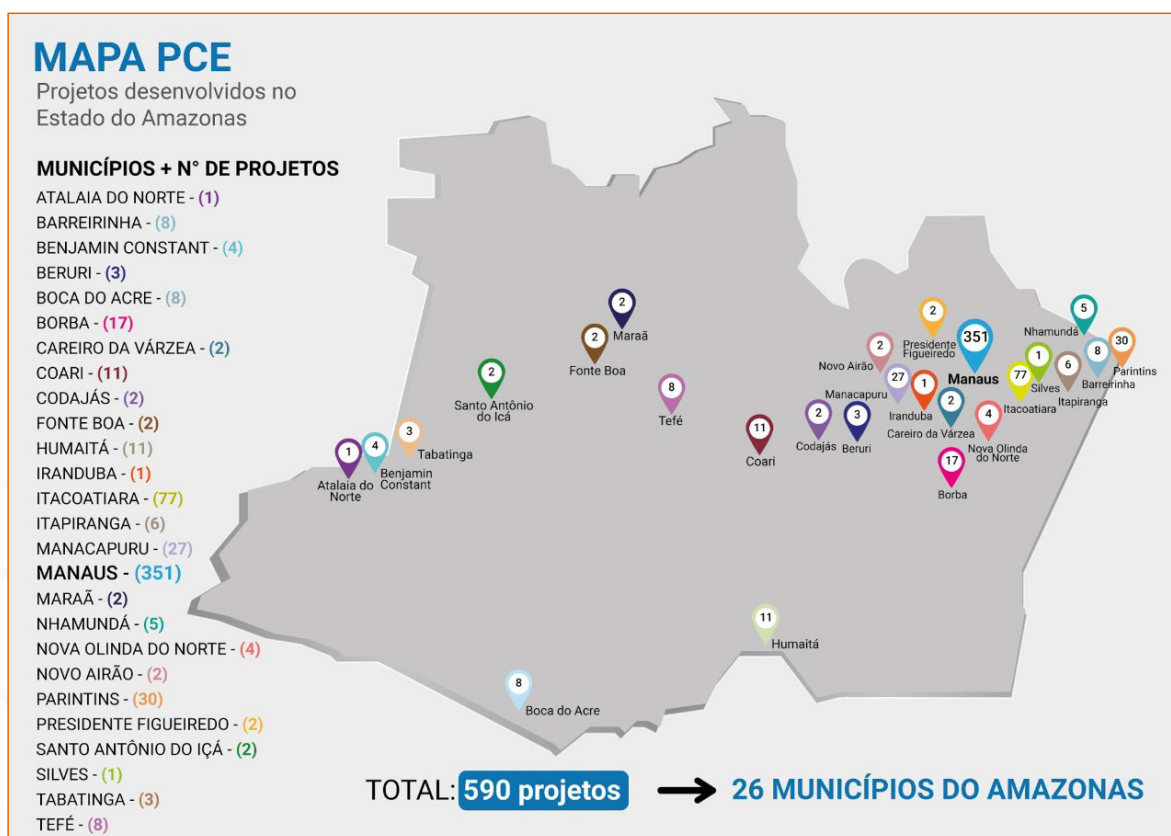 MAPA PCE
Projetos desenvolvidos no
Estado do Amazonas
MUNICÍPIOS + N° DE PROJETOS
ATALAIA DO NORTE - (1)
BARREIRINHA - (8)
BENJAMIN CONSTANT - (4)
BERURI - (3)
BOCA DO ACRE - (8)
BORBA - (17)
CAREIRO DA VÁRZEA - (2)
COARI - (11)
CODAJÁS - (2)
FONTE BOA - (2)
HUMAITÁ - (11)
IRANDUBA - (1)
ITACOATIARA - (77)
ITAPIRANGA - (6)
MANACAPURU - (27)
MANAUS - (351)
MARAÃ - (2)
NHAMUNDÁ - (5)
NOVA OLINDA DO NORTE - (4)
NOVO AIRÃO - (2)
PARINTINS - (30)
PRESIDENTE FIGUEIREDO - (2)
SANTO ANTÔNIO DO IÇÁ - (2)
SILVES - (1)
TABATINGA - (3)
TEFÉ - (8)
2
Maraã
2
Fonte Boa
2
Santo Antônio
do Içá
8
Tefé
3
Tabatinga
4
Benjamin
Constant
1
Atalaia do
Norte
11
Coari
2
Codajás
3
Beruri
2
Novo Airão
2
Presidente
Figueiredo
351
Manaus
27
Manacapuru
1
Iranduba
2
Careiro da Várzea
4
Nova Olinda
do Norte
17
Borba
77
Itacoatiara
1
Silves
6
Itapiranga
5
Nhamundá
8
Barreirinha
30
Parintins
11
Humaitá
8
Boca do Acre
TOTAL: 590 projetos 26 MUNICÍPIOS DO AMAZONAS